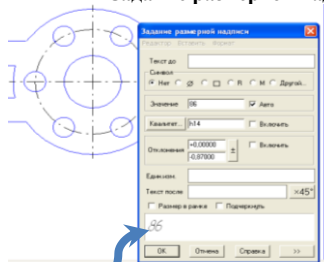 Задание размерной надписи
Редактор Вставить Формат
Текст до
Символ
Нет ⌀ □ R M Другой...
Значение 86 Авто
Квалитет... h14 Включить
Отклонения +0,00000 ± Включить
-0,87000
Един.изм.
Текст после ×45°
Размер в рамке Подчеркнуть
86
OK Отмена Справка >>